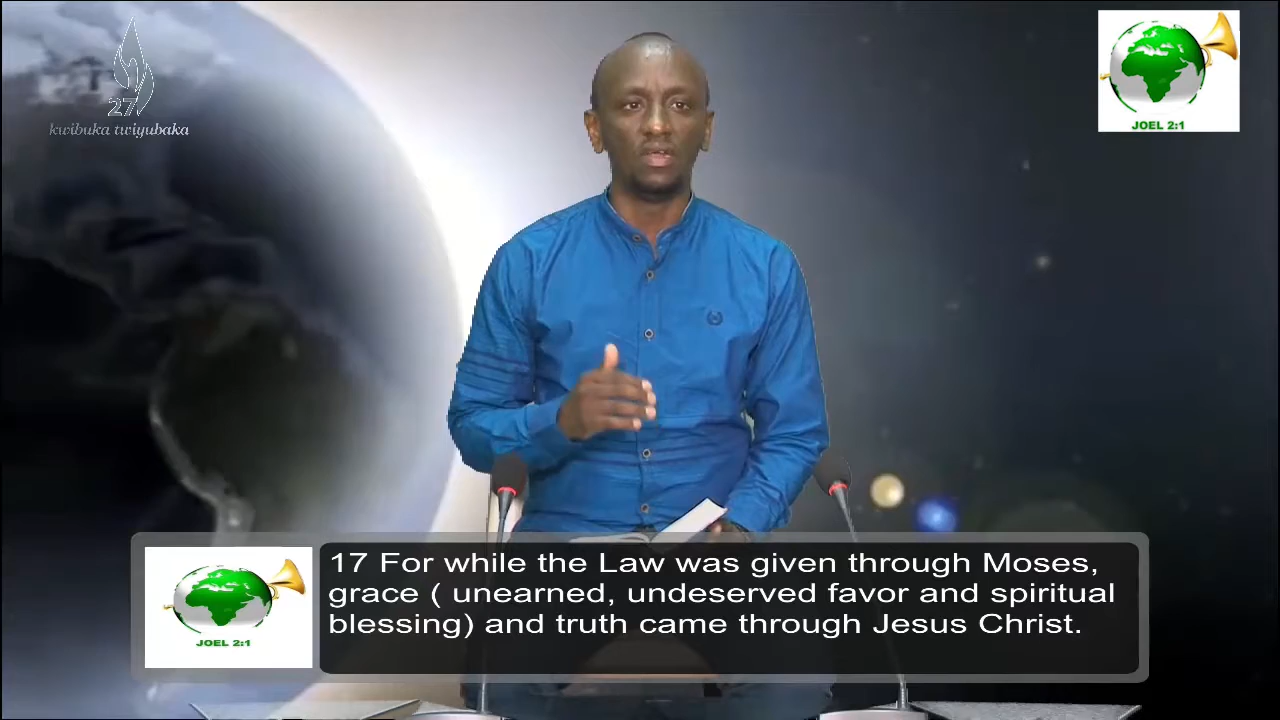 27
kwibuka twiyubaka
JOEL 2:1
17 For while the Law was given through Moses,
grace ( unearned, undeserved favor and spiritual
blessing) and truth came through Jesus Christ.
JOEL 2:1